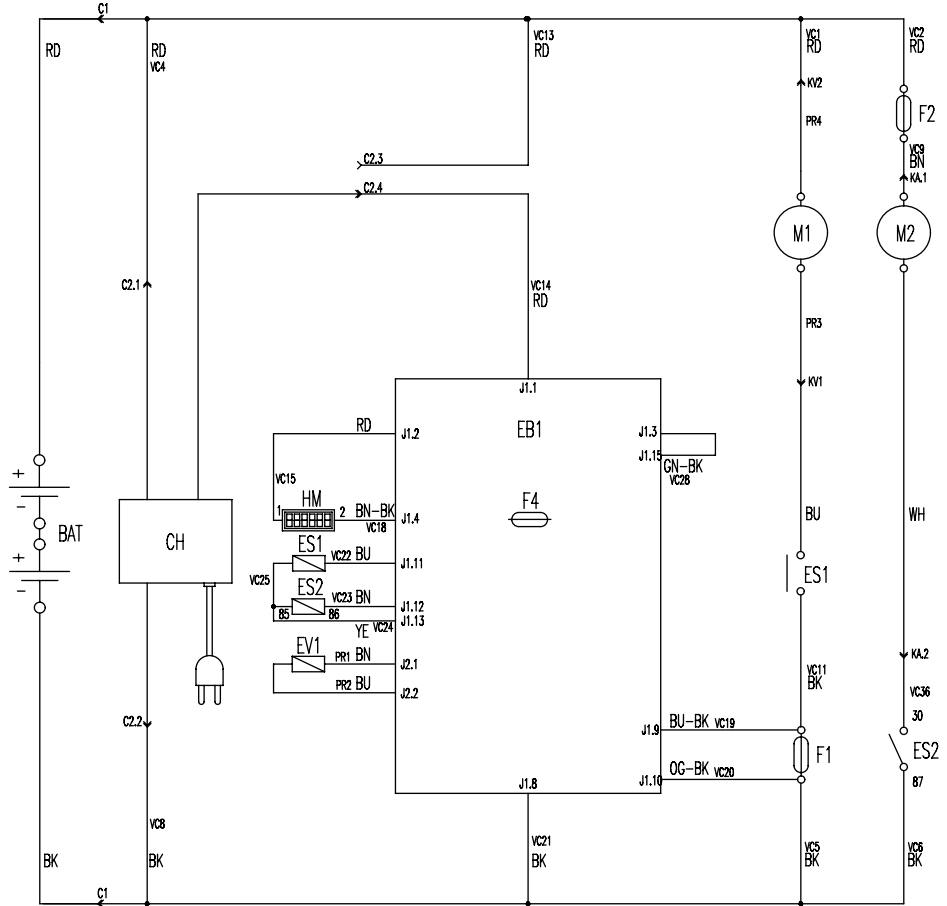 C1
RD
RD
VC4
VC13
RD
VC1
RD
VC2
RD
KV2
PR4
F2
VC9
BN
KA.1
C2.3
C2.4
M1
M2
C2.1
VC14
RD
PR3
KV1
J1.1
EB1
RD
J1.2
J1.3
J1.15
GN-BK
VC28
VC15
+
-
BAT
+
-
HM
1
2
BN-BK
VC18
J1.4
F4
BU
WH
CH
ES1
VC22 BU
J1.11
VC25
ES2
VC23 BN
J1.12
85
86
J1.13
YE VC24
ES1
EV1
PR1 BN
J2.1
PR2 BU
J2.2
KA.2
VC11
BK
VC36
30
C2.2
J1.9
BU-BK VC19
F1
ES2
J1.10
OG-BK VC20
87
J1.8
VC8
VC21
BK
VC5
BK
VC6
BK
BK
BK
C1